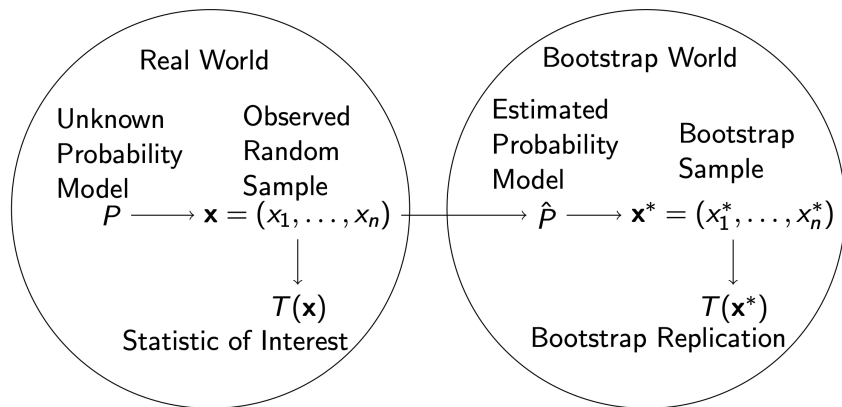 Real World
Unknown
Probability
Model
Observed
Random
Sample
P
x = (x₁, . . . , xₙ)
T(x)
Statistic of Interest
Bootstrap World
Estimated
Probability
Model
Bootstrap
Sample
P̂
x* = (x₁*, . . . , xₙ*)
T(x*)
Bootstrap Replication